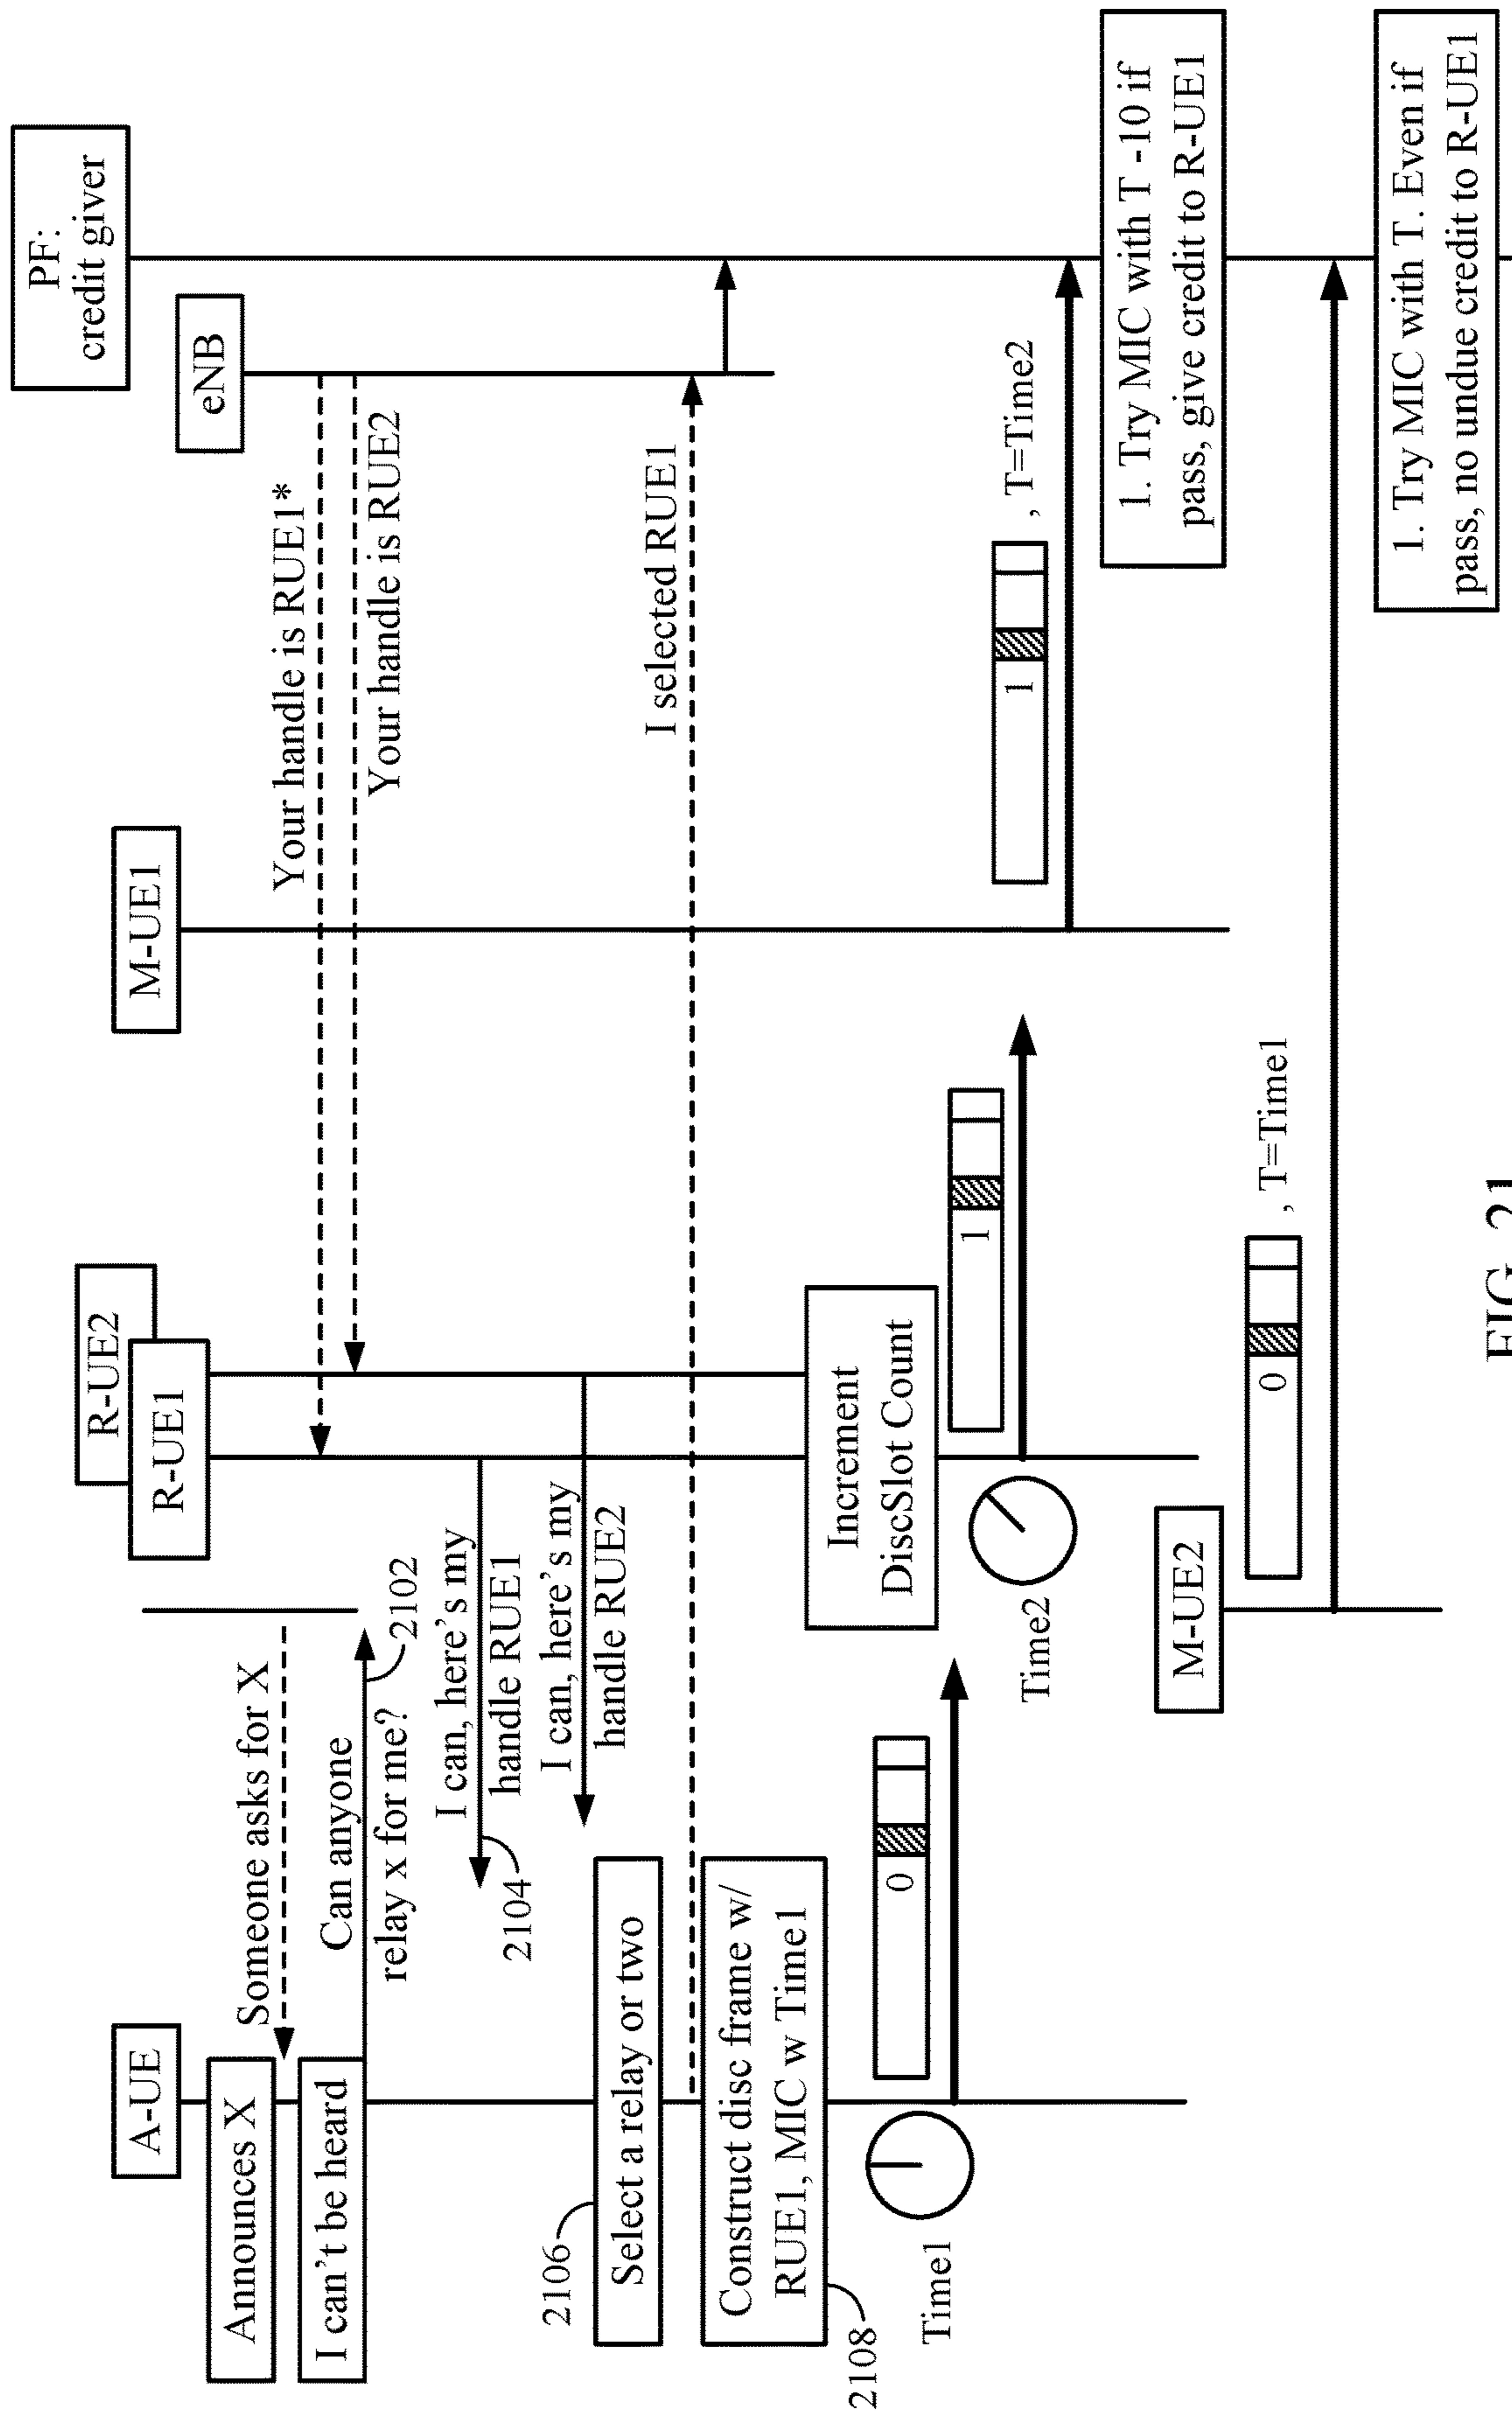 PF:
credit giver
eNB
M-UE1
R-UE2
R-UE1
A-UE
Announces X
Someone asks for X
I can't be heard
Can anyone
relay x for me?
2102
Your handle is RUE1*
Your handle is RUE2
I can, here's my
handle RUE1
2104
I can, here's my
handle RUE2
2106
Select a relay or two
I selected RUE1
Construct disc frame w/
RUE1, MIC w Time1
2108
Increment
DiscSlot Count
Time1
0
Time2
1
1
, T=Time2
1. Try MIC with T -10 if
pass, give credit to R-UE1
M-UE2
0
, T=Time1
1. Try MIC with T. Even if
pass, no undue credit to R-UE1
FIG. 21